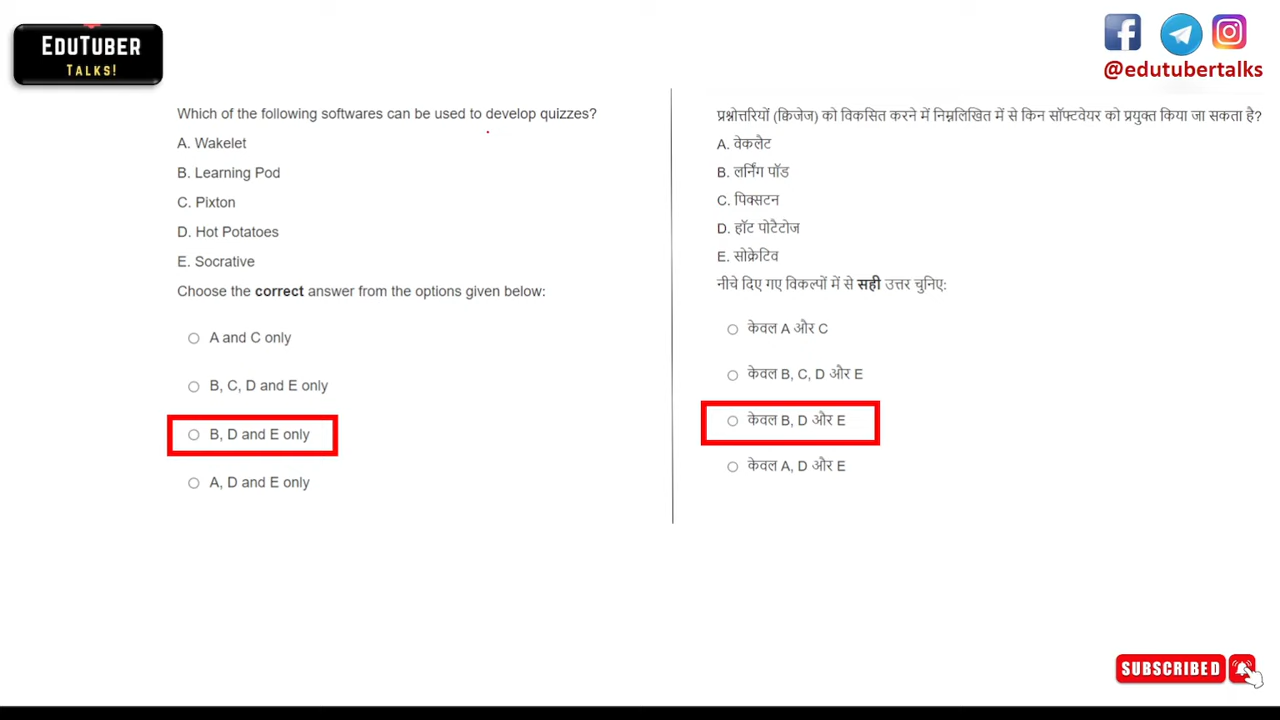 EDUTUBER
TALKS!
@edutubertalks
Which of the following softwares can be used to develop quizzes?
A. Wakelet
B. Learning Pod
C. Pixton
D. Hot Potatoes
E. Socrative
Choose the correct answer from the options given below:
A and C only
B, C, D and E only
B, D and E only
A, D and E only
प्रश्नोत्तरियों (क्विजेज) को विकसित करने में निम्नलिखित में से किन सॉफ्टवेयर को प्रयुक्त किया जा सकता है?
A. वेकलैट
B. लर्निंग पॉड
C. पिक्सटन
D. हॉट पोटैटोज
E. सोक्रेटिव
नीचे दिए गए विकल्पों में से सही उत्तर चुनिए:
केवल A और C
केवल B, C, D और E
केवल B, D और E
केवल A, D और E
SUBSCRIBED